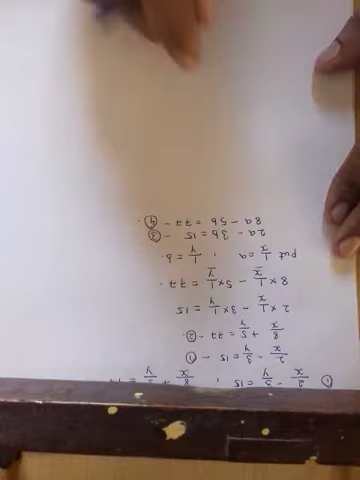 ① 2/x - 3/y = 15 , 8/x + 5/y =
2/x - 3/y = 15 - ①
8/x + 5/y = 77 - ②
2 x 1/x - 3 x 1/y = 15
8 x 1/x - 5 x 1/y = 77 .
put 1/x = a , 1/y = b .
2a - 3b = 15 - ③
8a - 5b = 77 - ④ .